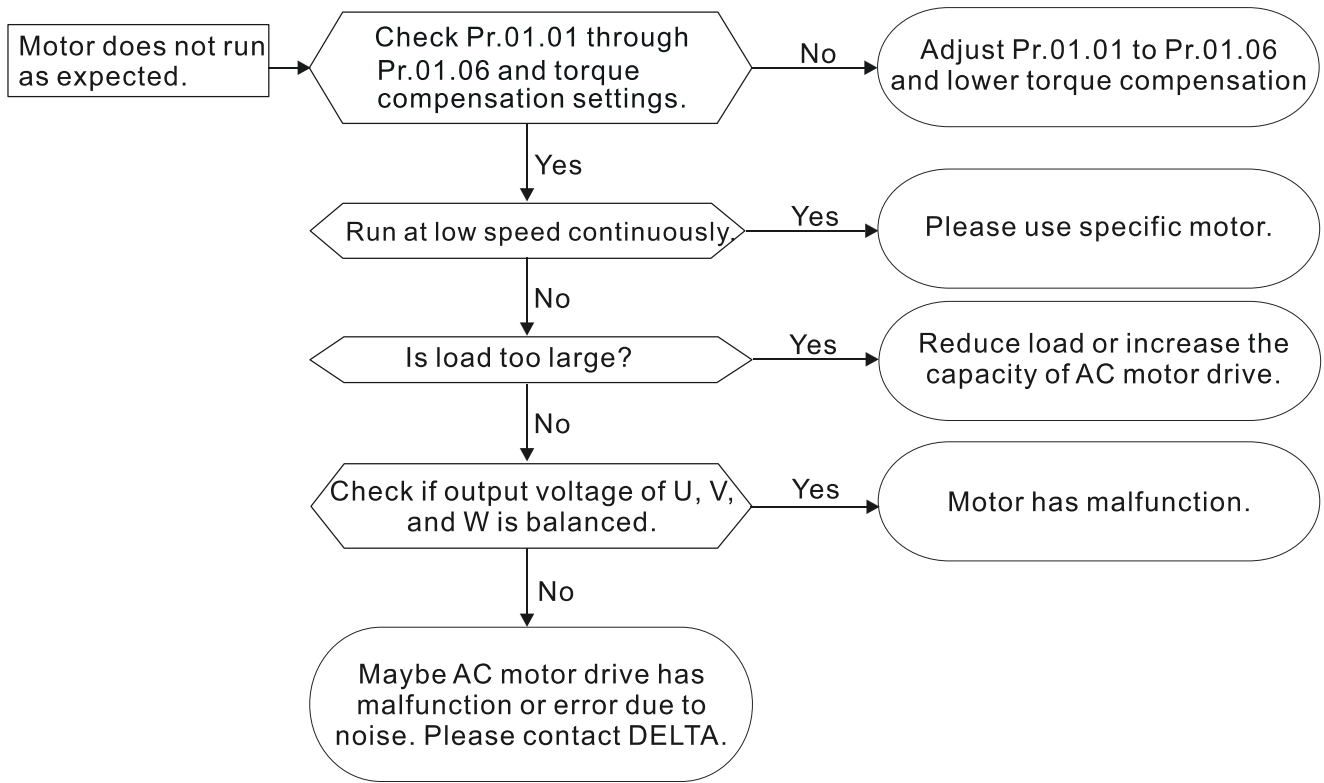 Motor does not run
as expected.
Check Pr.01.01 through
Pr.01.06 and torque
compensation settings.
No
Adjust Pr.01.01 to Pr.01.06
and lower torque compensation
Yes
Run at low speed continuously.
Yes
Please use specific motor.
No
Is load too large?
Yes
Reduce load or increase the
capacity of AC motor drive.
No
Check if output voltage of U, V,
and W is balanced.
Yes
Motor has malfunction.
No
Maybe AC motor drive has
malfunction or error due to
noise. Please contact DELTA.